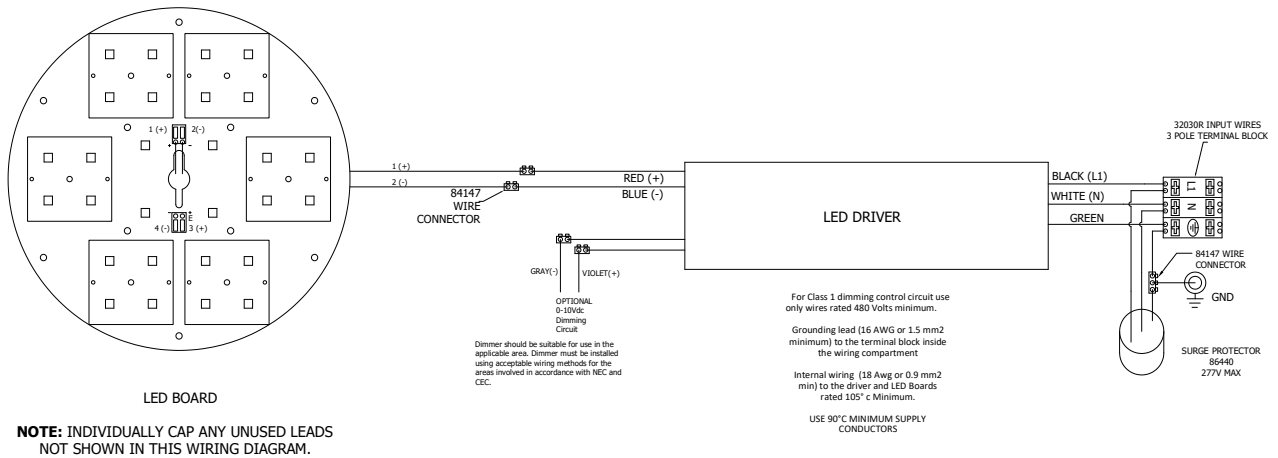 1 (+)
2(-)
+
-
E
4 (-)
3 (+)
LED BOARD
NOTE: INDIVIDUALLY CAP ANY UNUSED LEADS
NOT SHOWN IN THIS WIRING DIAGRAM.
1 (+)
2 (-)
84147
WIRE
CONNECTOR
RED (+)
BLUE (-)
GRAY(-)
VIOLET(+)
OPTIONAL
0-10Vdc
Dimming
Circuit
Dimmer should be suitable for use in the
applicable area. Dimmer must be installed
using acceptable wiring methods for the
areas involved in accordance with NEC and
CEC.
LED DRIVER
For Class 1 dimming control circuit use
only wires rated 480 Volts minimum.
Grounding lead (16 AWG or 1.5 mm2
minimum) to the terminal block inside
the wiring compartment
Internal wiring (18 Awg or 0.9 mm2
min) to the driver and LED Boards
rated 105° c Minimum.
USE 90°C MINIMUM SUPPLY
CONDUCTORS
32030R INPUT WIRES
3 POLE TERMINAL BLOCK
BLACK (L1)
WHITE (N)
GREEN
L1
N
84147 WIRE
CONNECTOR
GND
SURGE PROTECTOR
86440
277V MAX